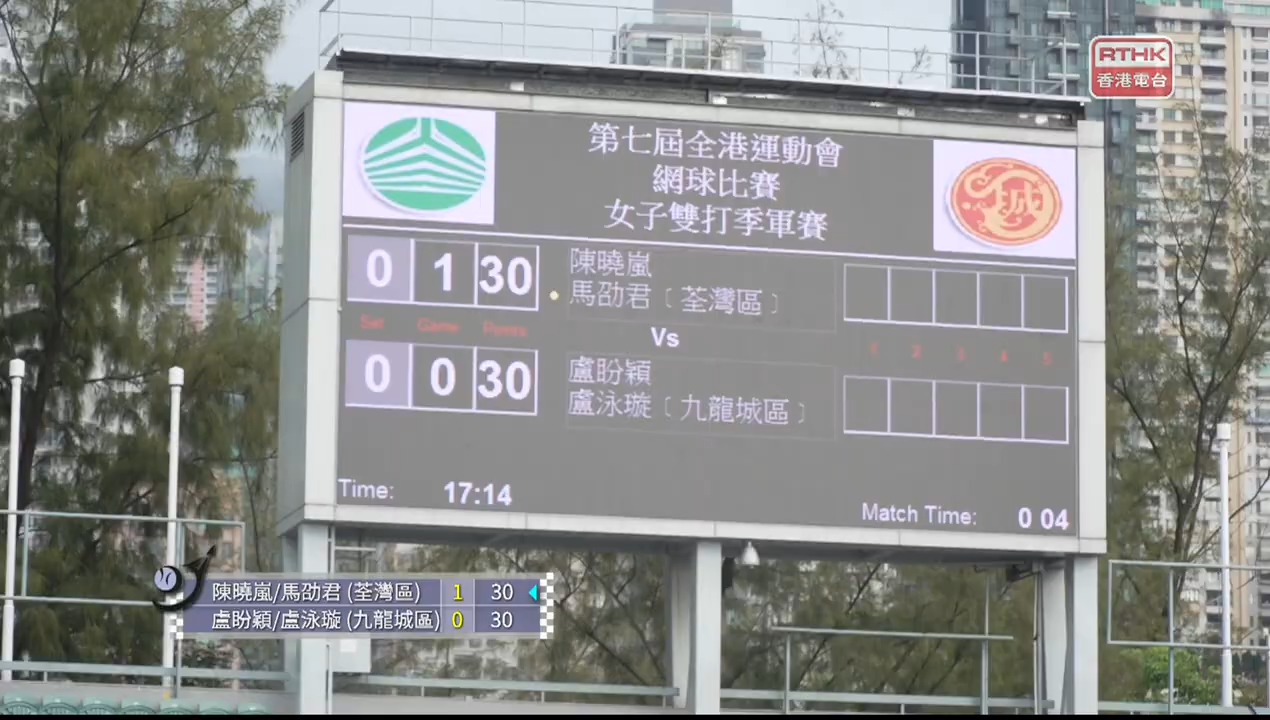 RTHK
香港電台
第七屆全港運動會
網球比賽
女子雙打季軍賽
城
0 1 30
陳曉嵐
馬劭君〔荃灣區〕
Set Game Points
Vs
1 2 3 4 5
0 0 30
盧盼穎
盧泳璇〔九龍城區〕
Time: 17:14
Match Time: 0 04
陳曉嵐/馬劭君 (荃灣區) 1 30
盧盼穎/盧泳璇 (九龍城區) 0 30